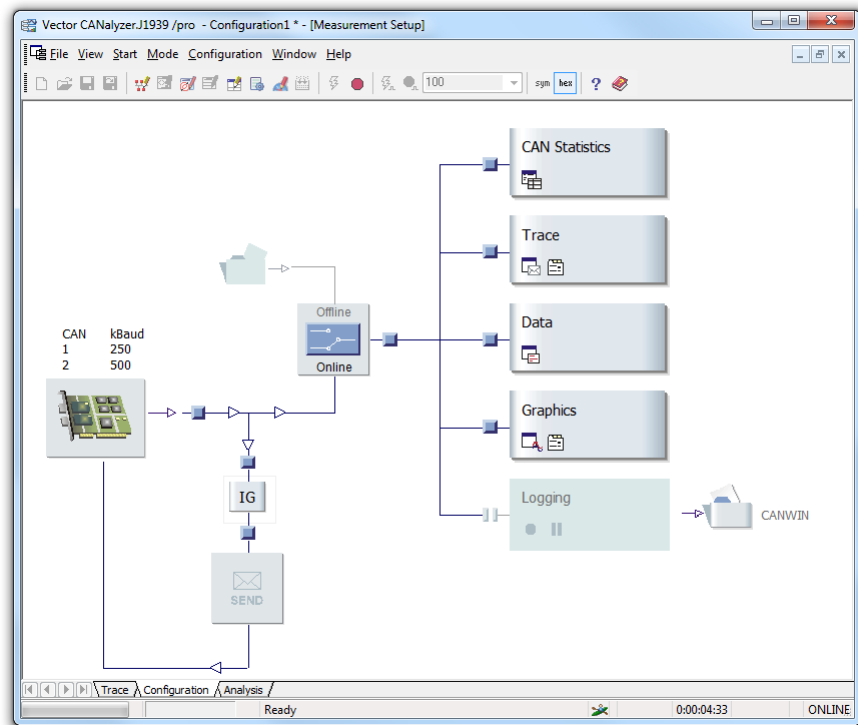 Vector CANalyzer.J1939 /pro - Configuration1 * - [Measurement Setup]
File View Start Mode Configuration Window Help
100
sym hex ?
CAN Statistics
Trace
Offline
Online
Data
CAN kBaud
1 250
2 500
Graphics
IG
Logging
CANWIN
SEND
Trace Configuration Analysis
Ready 0:00:04:33 ONLINE